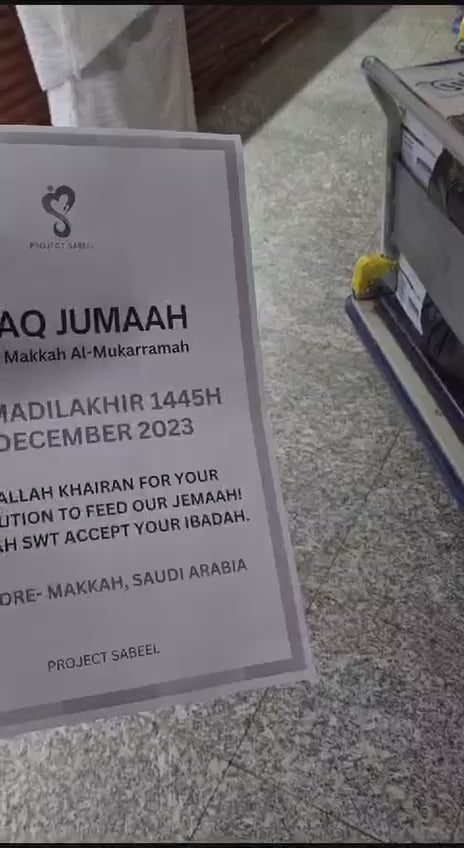 PROJECT SABEEL
AQ JUMAAH
Makkah Al-Mukarramah
MADILAKHIR 1445H
DECEMBER 2023
ALLAH KHAIRAN FOR YOUR
UTION TO FEED OUR JEMAAH!
AH SWT ACCEPT YOUR IBADAH.
DRE- MAKKAH, SAUDI ARABIA
PROJECT SABEEL